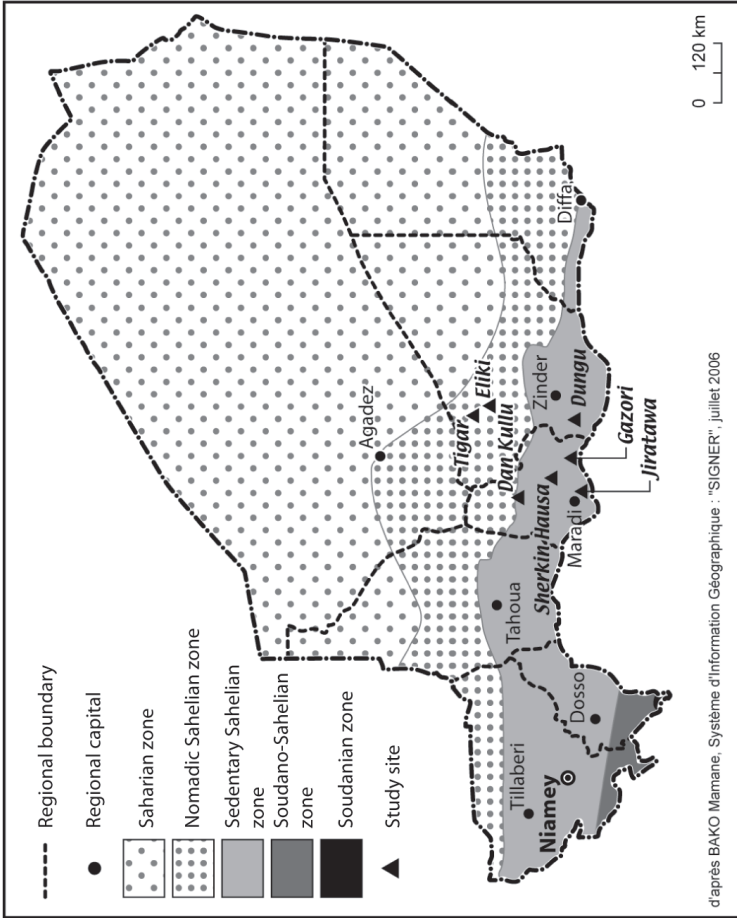 Regional boundary
Regional capital
Saharian zone
Nomadic Sahelian zone
Sedentary Sahelian
zone
Soudano-Sahelian
zone
Soudanian zone
Study site
Agadez
Tigar
Eliki
Dan Kullu
Tahoua
Zinder
Diffa
Tillaberi
Niamey
Dosso
Sherkin Hausa
Maradi
Dungu
Gazori
Jiratawa
0 120 km
d'après BAKO Mamane, Système d'Information Géographique : "SIGNER", juillet 2006